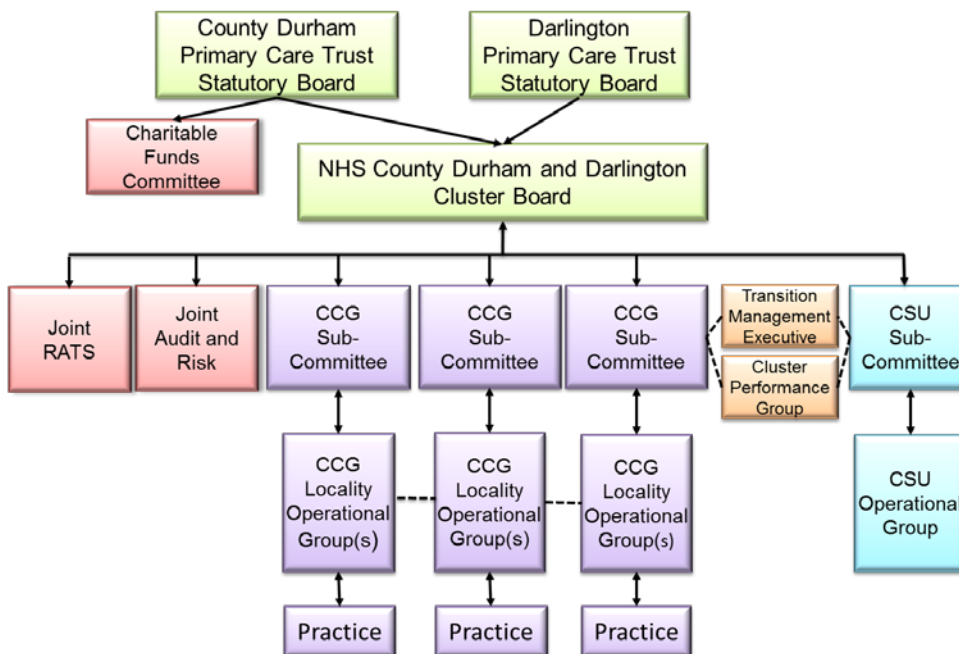 County Durham
Primary Care Trust
Statutory Board
Darlington
Primary Care Trust
Statutory Board
Charitable
Funds
Committee
NHS County Durham and Darlington
Cluster Board
Joint
RATS
Joint
Audit and
Risk
CCG
Sub-
Committee
CCG
Sub-
Committee
CCG
Sub-
Committee
Transition
Management
Executive
Cluster
Performance
Group
CSU
Sub-
Committee
CCG
Locality
Operational
Group(s)
CCG
Locality
Operational
Group(s)
CCG
Locality
Operational
Group(s)
CSU
Operational
Group
Practice
Practice
Practice